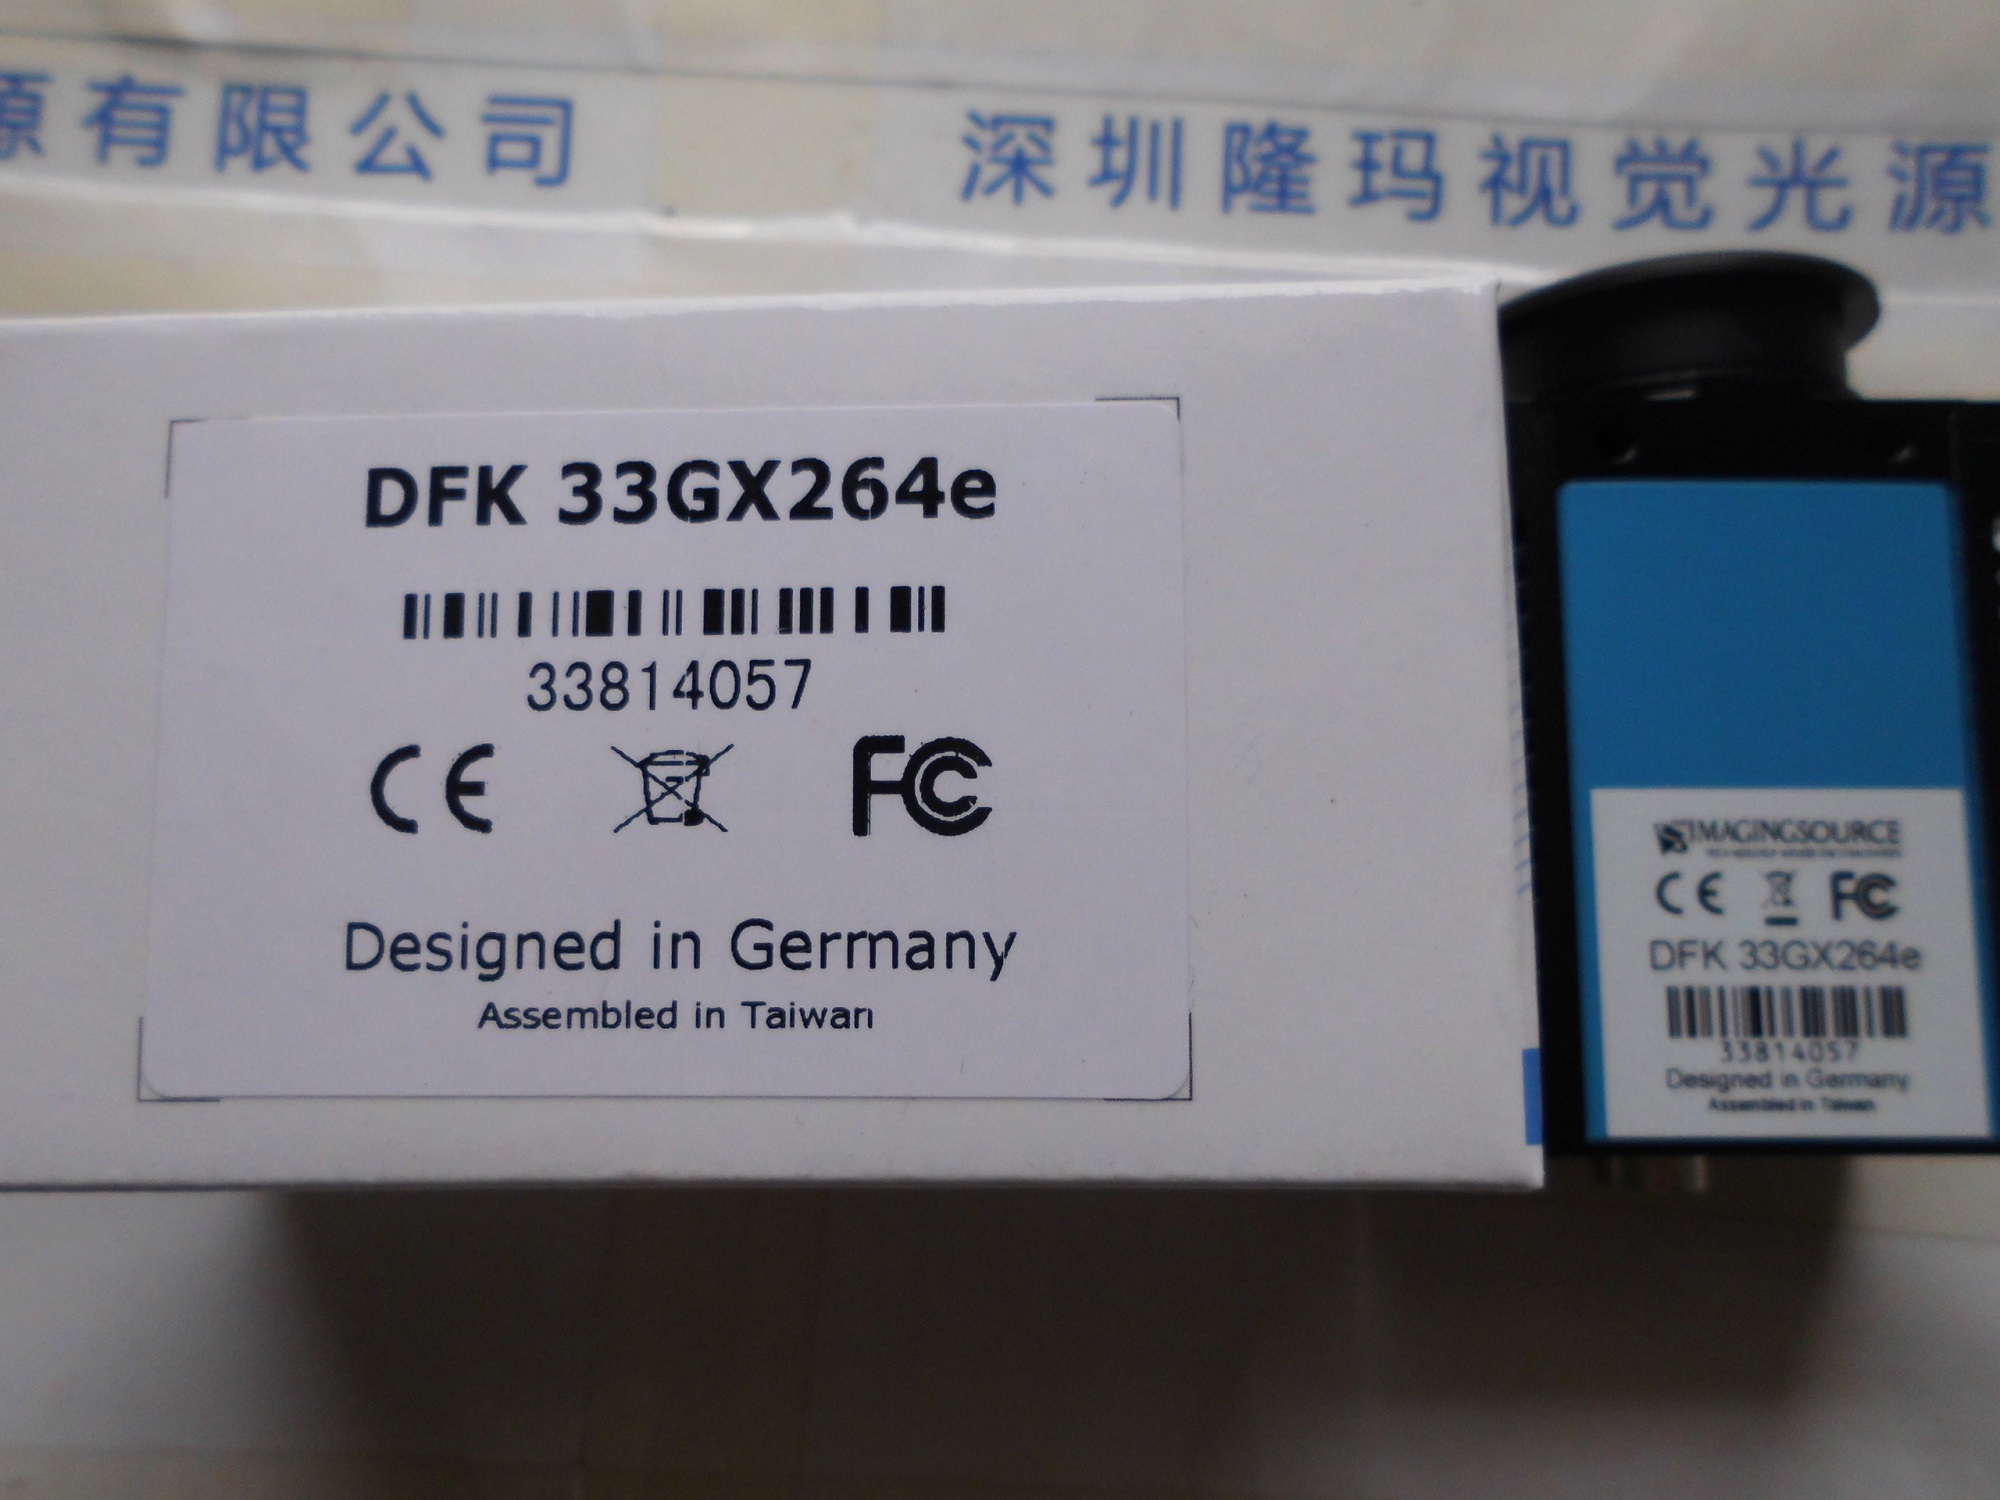 源有限公司 深圳隆玛视觉光源
DFK 33GX264e
33814057
CE FC
Designed in Germany
Assembled in Taiwan
IMAGINGSOURCE
CE FC
DFK 33GX264e
33814057
Designed in Germany
Assembled in Taiwan